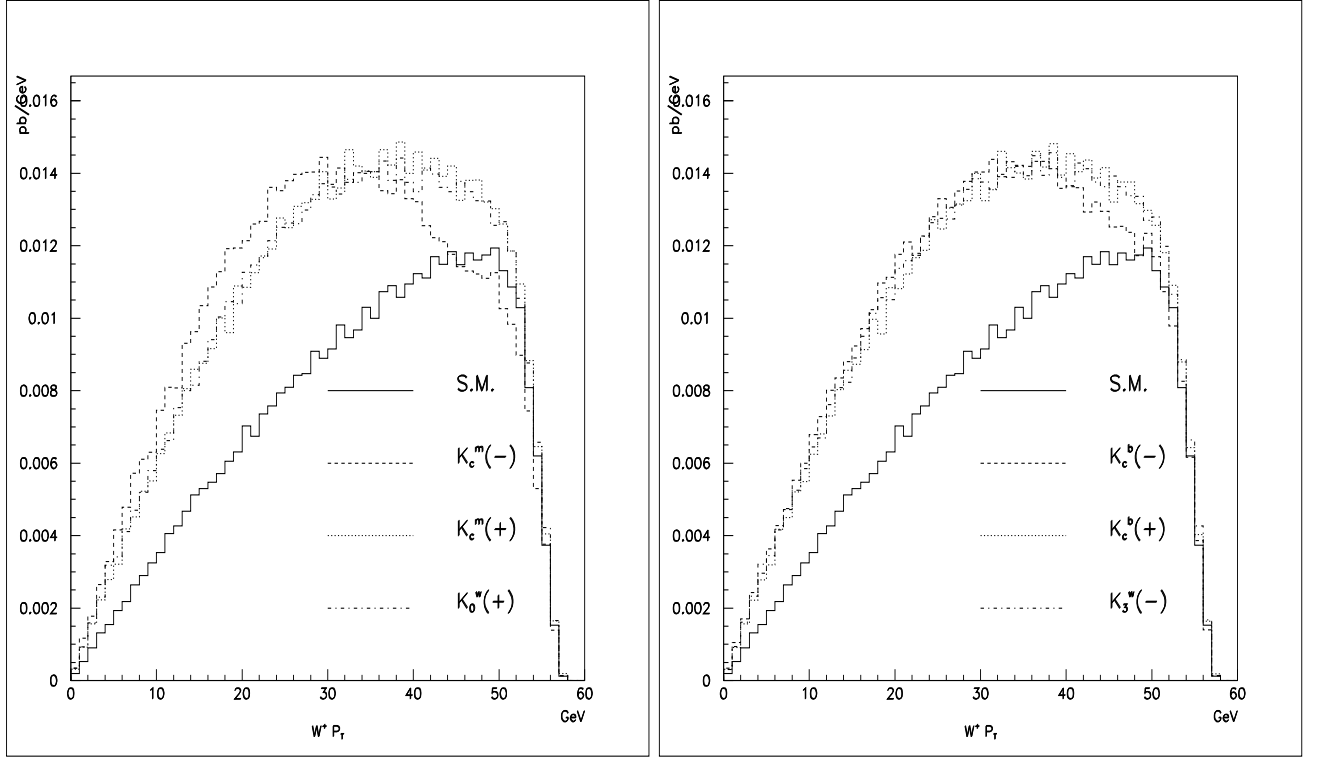 pb/GeV
0.016
0.014
0.012
0.01
0.008
0.006
0.004
0.002
0
S.M.
K_c^m(−)
K_c^m(+)
K_0^w(+)
0 10 20 30 40 50 60
GeV
W⁺ P_T
pb/GeV
0.016
0.014
0.012
0.01
0.008
0.006
0.004
0.002
0
S.M.
K_c^b(−)
K_c^b(+)
K_3^w(−)
0 10 20 30 40 50 60
GeV
W⁺ P_T